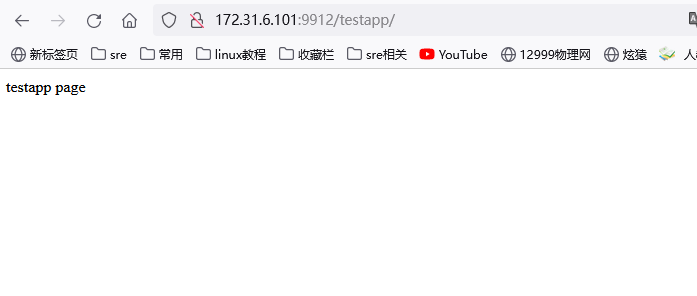 172.31.6.101:9912/testapp/
新标签页 sre 常用 linux教程 收藏栏 sre相关 YouTube 12999物理网 炫猿
testapp page